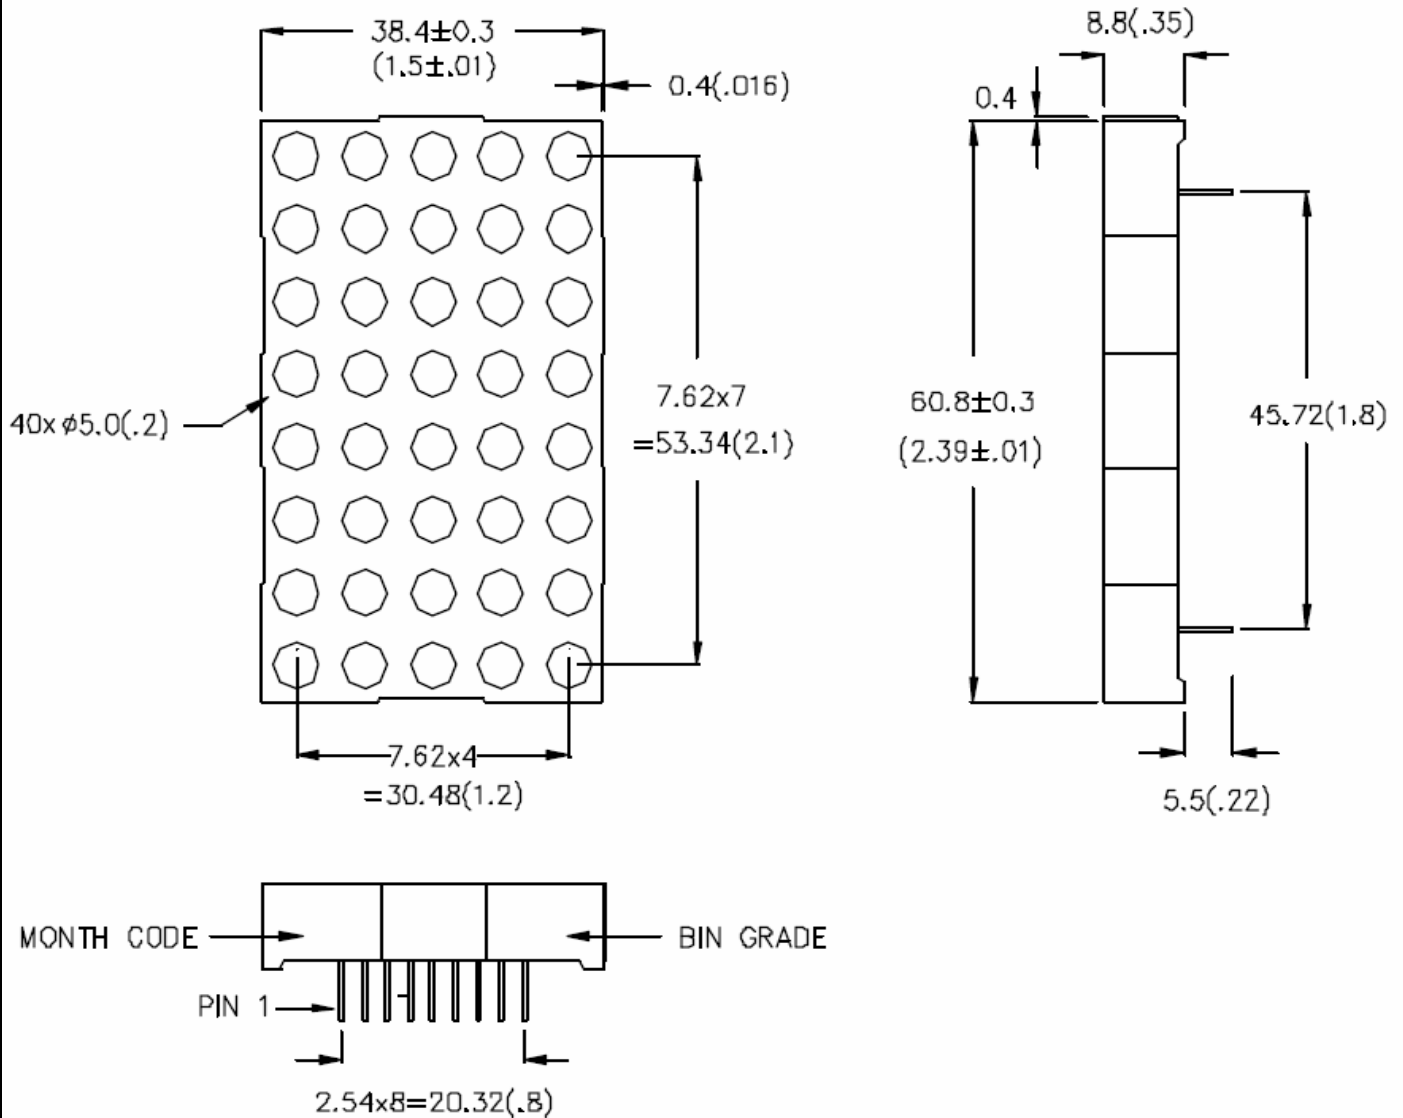 38.4±0.3
(1.5±.01)
0.4(.016)
8.8(.35)
0.4
40xø5.0(.2)
7.62x7
=53.34(2.1)
60.8±0.3
(2.39±.01)
45.72(1.8)
7.62x4
=30.48(1.2)
5.5(.22)
MONTH CODE
BIN GRADE
PIN 1
2.54x8=20.32(.8)